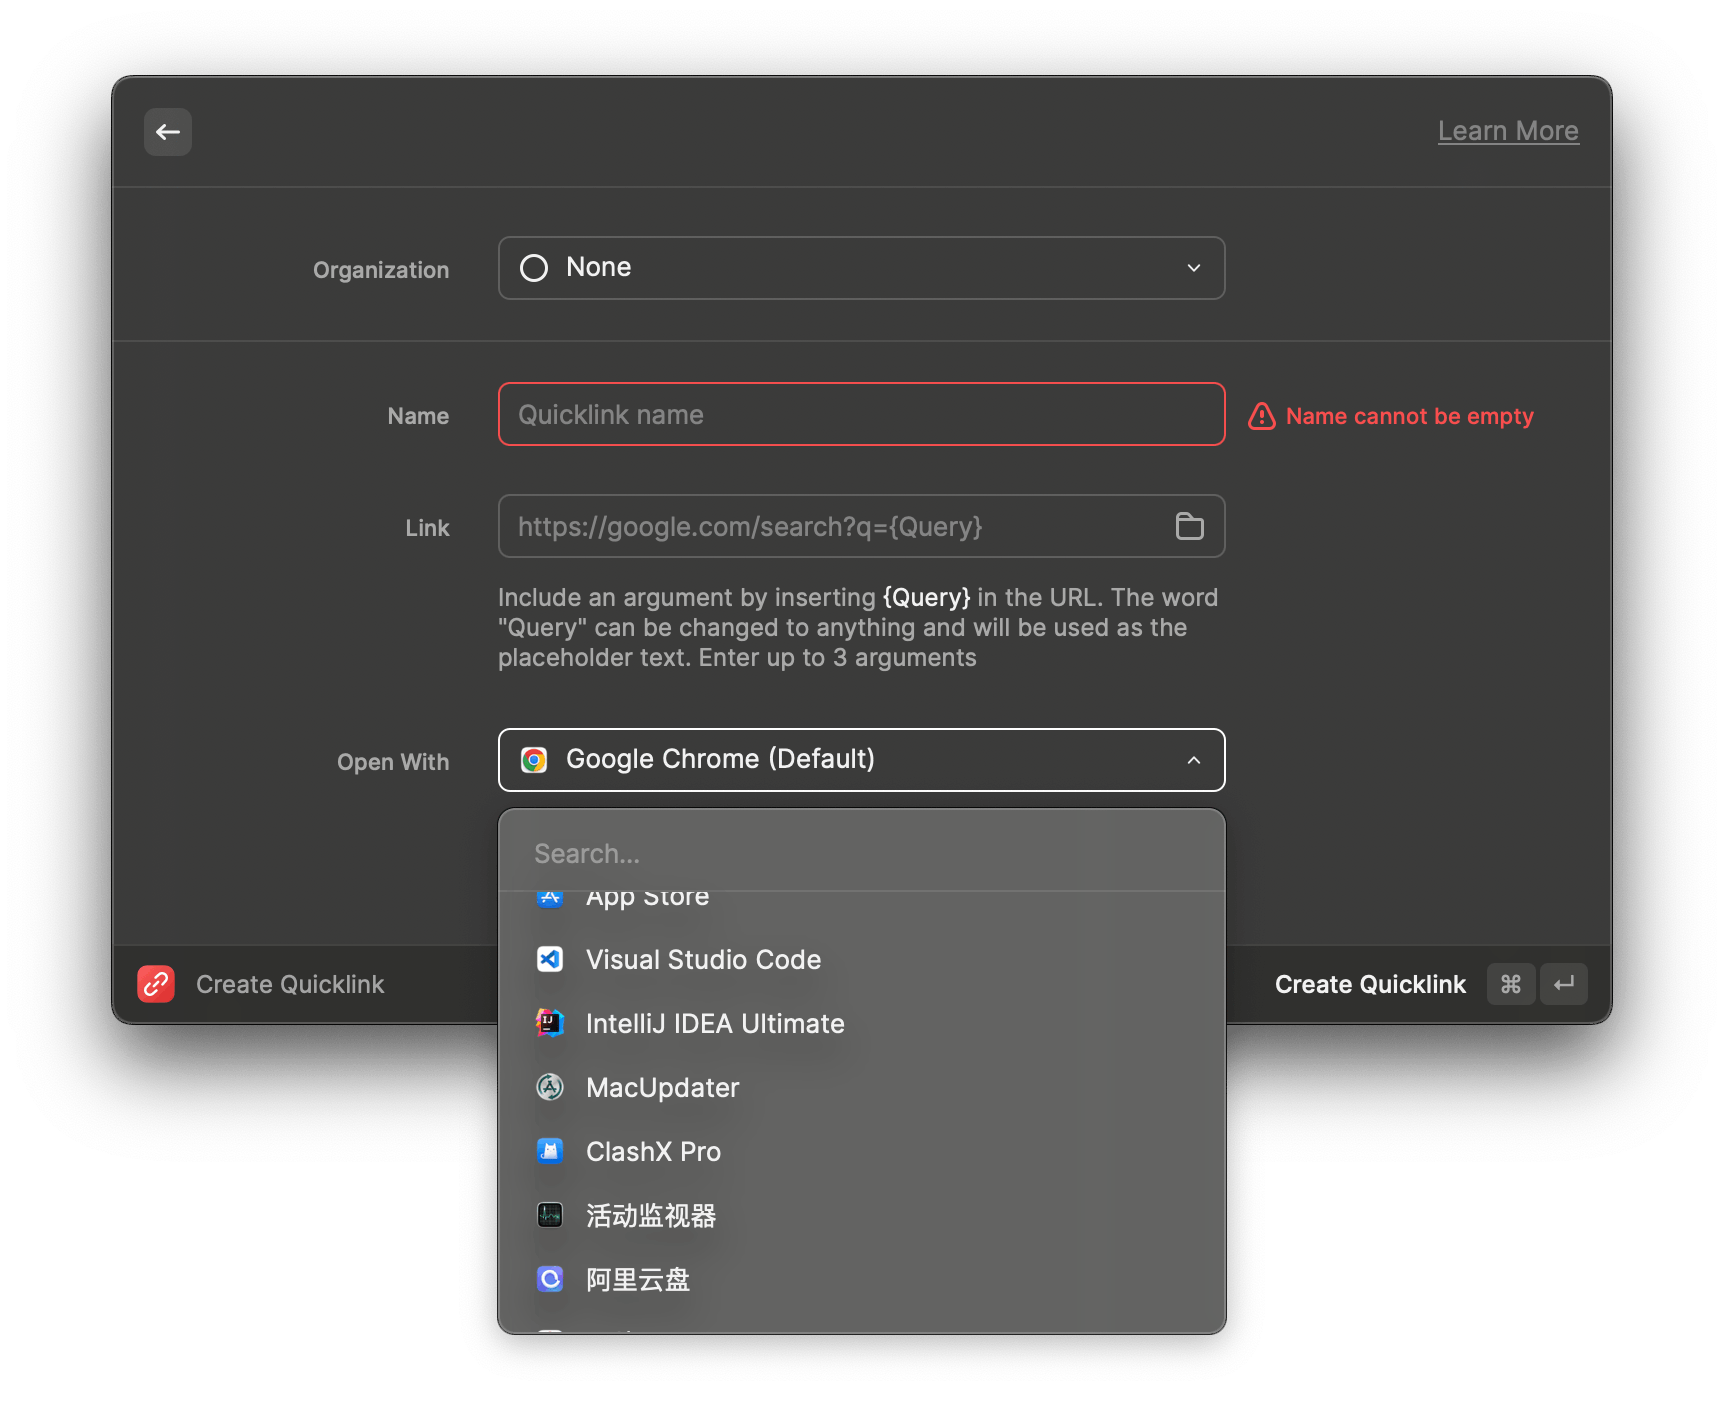 Learn More
Organization
None
Name
Quicklink name
Name cannot be empty
Link
https://google.com/search?q={Query}
Include an argument by inserting {Query} in the URL. The word
"Query" can be changed to anything and will be used as the
placeholder text. Enter up to 3 arguments
Open With
Google Chrome (Default)
Search...
App Store
Visual Studio Code
IntelliJ IDEA Ultimate
MacUpdater
ClashX Pro
活动监视器
阿里云盘
Create Quicklink
Create Quicklink ⌘ ↵